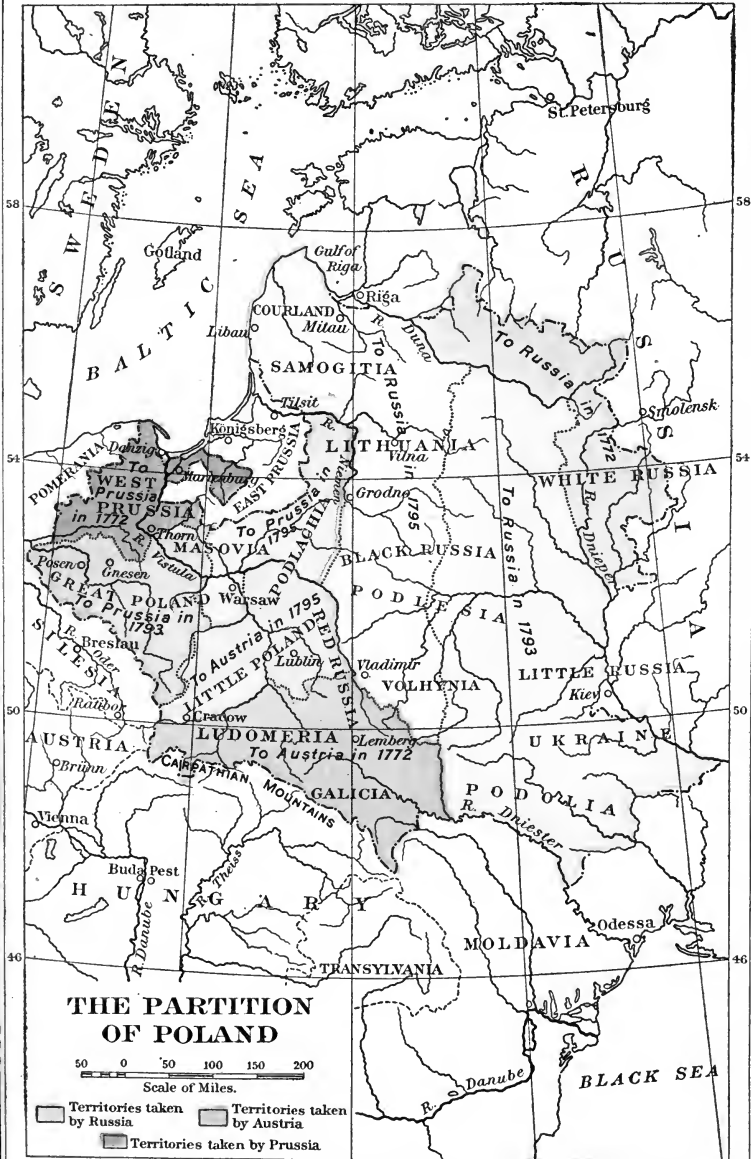 St. Petersburg
SWEDEN
BALTIC SEA
RUSSIA
58
58
Gotland
Gulf of
Riga
Riga
COURLAND
Mitau
Libau
R. Duna
SAMOGITIA
To Russia in 1795
To Russia in 1772
Tilsit
Smolensk
Königsberg
Danzig
POMERANIA
54
54
To
WEST
Prussia
PRUSSIA
in 1772
Marienburg
EAST PRUSSIA
R. Niemen
LITHUANIA
Vilna
WHITE RUSSIA
Grodno
To Prussia in
1795
Thorn
MASOVIA
PODLACHIA
R. Vistula
BLACK RUSSIA
To Russia in 1793
R. Dnieper
Posen
Gnesen
GREAT POLAND
Warsaw
To Prussia in
1793
PODLESIA
SILESIA
R. Oder
Breslau
To Austria in 1795
LITTLE POLAND
RED RUSSIA
Lublin
Vladimir
VOLHYNIA
LITTLE RUSSIA
Kiev
Ratibor
50
50
Cracow
LUDOMERIA
Lemberg
To Austria in 1772
UKRAINE
AUSTRIA
Brünn
CARPATHIAN MOUNTAINS
GALICIA
PODOLIA
R. Dniester
Vienna
Buda Pest
R. Theiss
HUNGARY
R. Danube
Odessa
MOLDAVIA
46
46
TRANSYLVANIA
THE PARTITION
OF POLAND
50 0 50 100 150 200
Scale of Miles.
R. Danube
BLACK SEA
Territories taken
by Russia
Territories taken
by Austria
Territories taken by Prussia